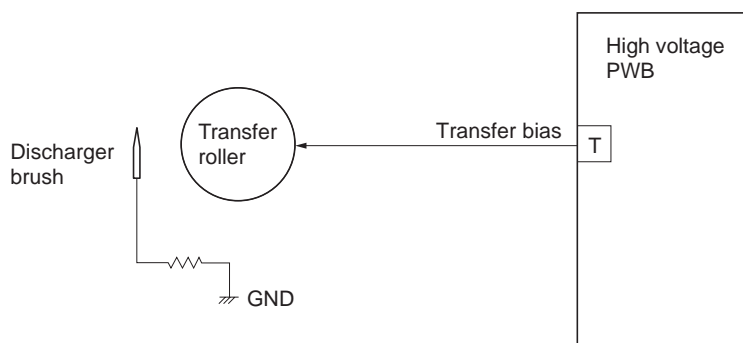 High voltage
PWB
Transfer bias
T
Transfer
roller
Discharger
brush
GND